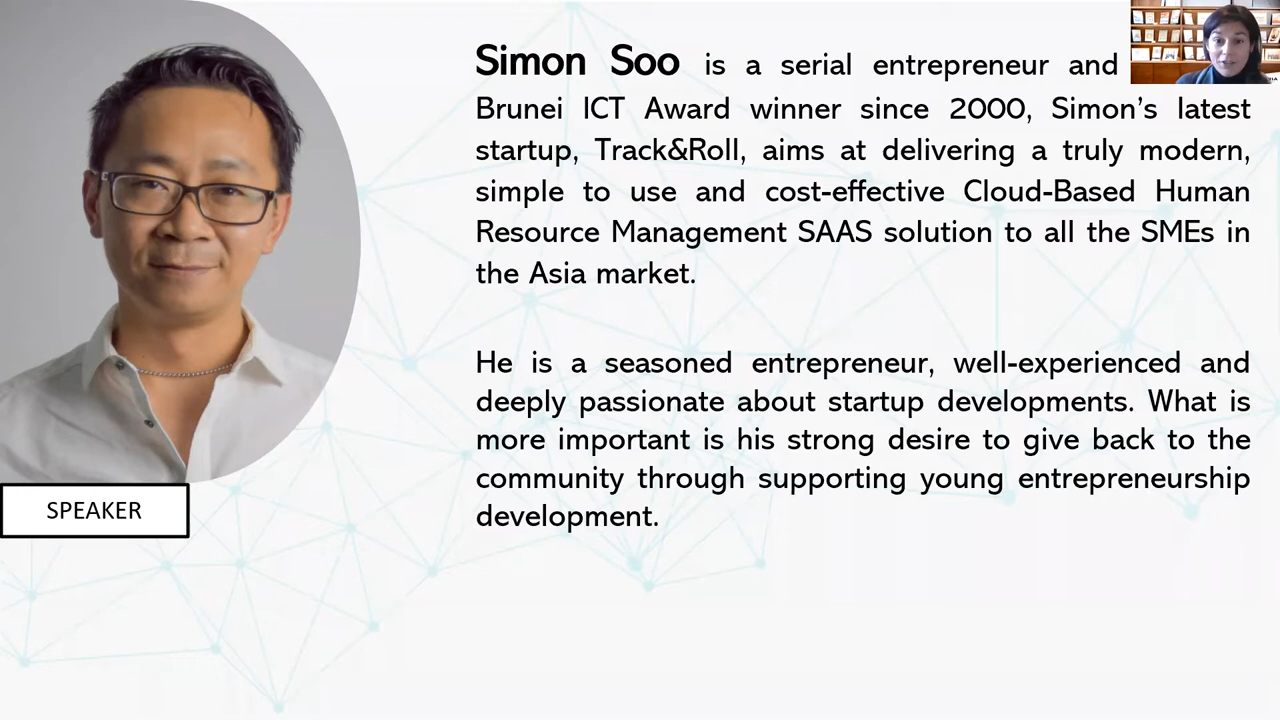 Simon Soo is a serial entrepreneur and
Brunei ICT Award winner since 2000, Simon’s latest
startup, Track&Roll, aims at delivering a truly modern,
simple to use and cost-effective Cloud-Based Human
Resource Management SAAS solution to all the SMEs in
the Asia market.
He is a seasoned entrepreneur, well-experienced and
deeply passionate about startup developments. What is
more important is his strong desire to give back to the
community through supporting young entrepreneurship
development.
SPEAKER